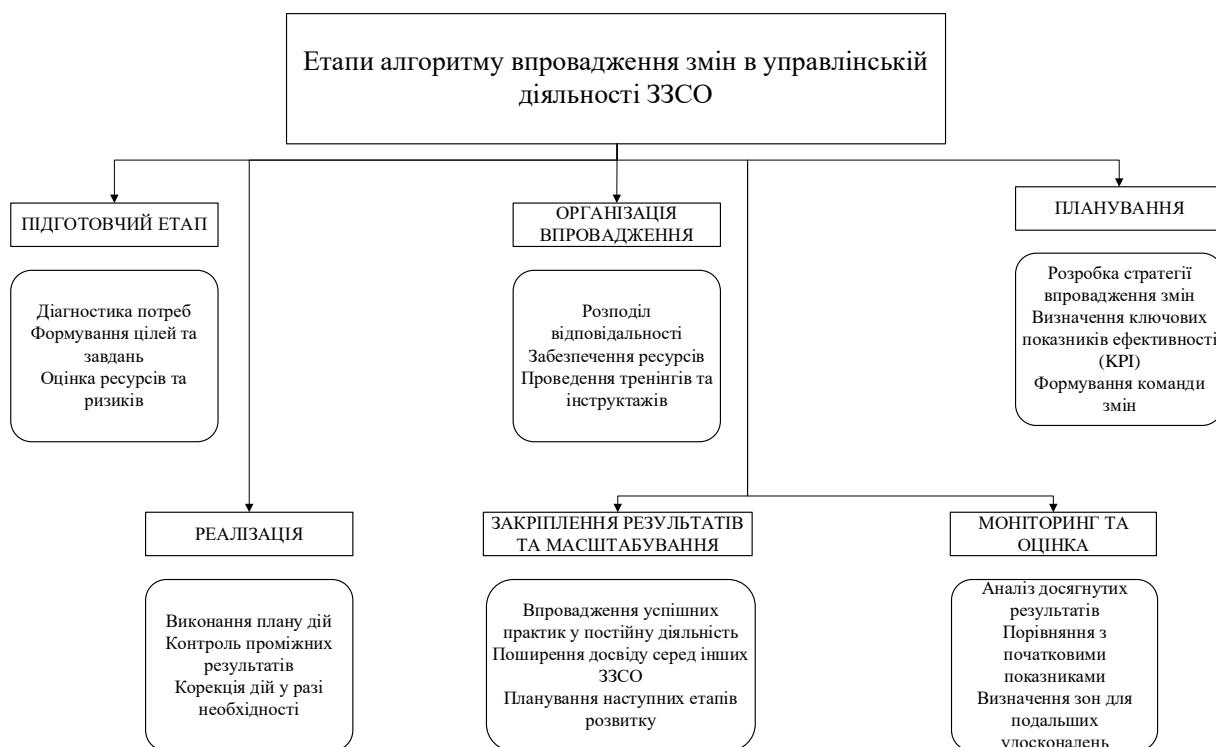 Етапи алгоритму впровадження змін в управлінській
діяльності ЗЗСО
ПІДГОТОВЧИЙ ЕТАП
Діагностика потреб
Формування цілей та
завдань
Оцінка ресурсів та
ризиків
ОРГАНІЗАЦІЯ
ВПРОВАДЖЕННЯ
Розподіл
відповідальності
Забезпечення ресурсів
Проведення тренінгів та
інструктажів
ПЛАНУВАННЯ
Розробка стратегії
впровадження змін
Визначення ключових
показників ефективності
(KPI)
Формування команди
змін
РЕАЛІЗАЦІЯ
Виконання плану дій
Контроль проміжних
результатів
Корекція дій у разі
необхідності
ЗАКРІПЛЕННЯ РЕЗУЛЬТАТІВ
ТА МАСШТАБУВАННЯ
Впровадження успішних
практик у постійну діяльність
Поширення досвіду серед інших
ЗЗСО
Планування наступних етапів
розвитку
МОНІТОРИНГ ТА
ОЦІНКА
Аналіз досягнутих
результатів
Порівняння з
початковими
показниками
Визначення зон для
подальших
удосконалень